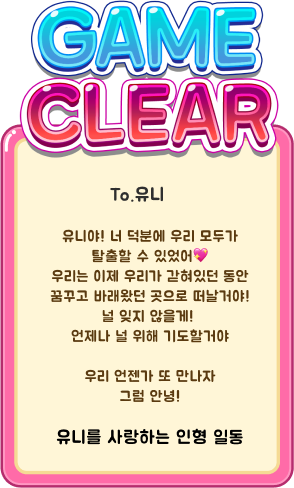 GAME
CLEAR
To.유니
유니야! 너 덕분에 우리 모두가
탈출할 수 있었어💖
우리는 이제 우리가 갇혀있던 동안
꿈꾸고 바래왔던 곳으로 떠날거야!
널 잊지 않을게!
언제나 널 위해 기도할거야
우리 언젠가 또 만나자
그럼 안녕!
유니를 사랑하는 인형 일동